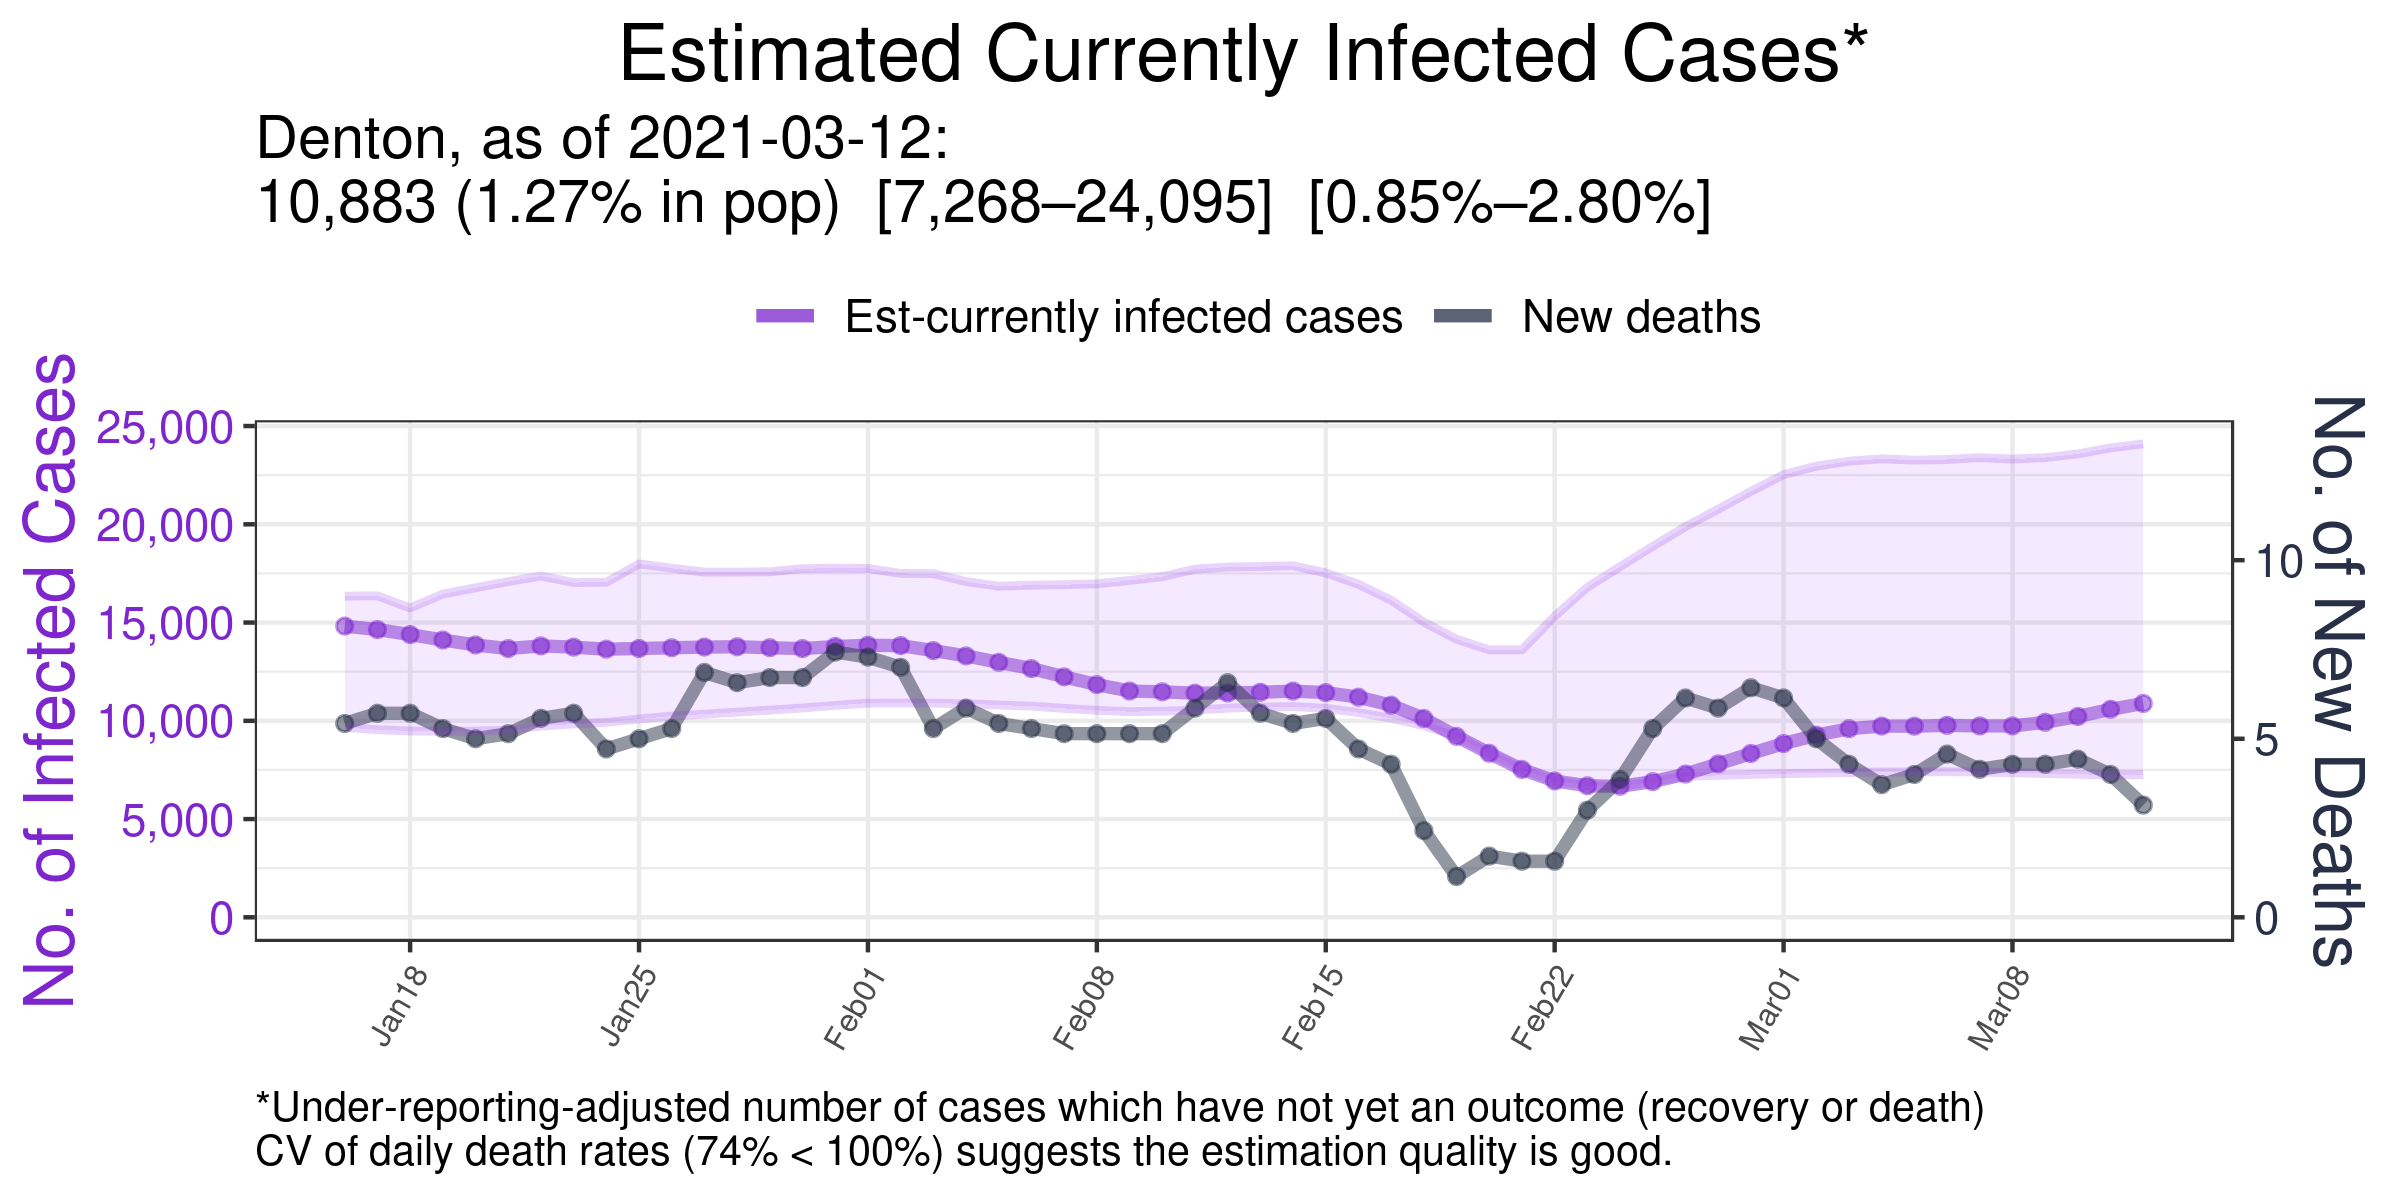 Estimated Currently Infected Cases*
Denton, as of 2021-03-12:
10,883 (1.27% in pop) [7,268–24,095] [0.85%–2.80%]
Est-currently infected cases
New deaths
No. of Infected Cases
25,000
20,000
15,000
10,000
5,000
0
No. of New Deaths
10
5
0
Jan18
Jan25
Feb01
Feb08
Feb15
Feb22
Mar01
Mar08
*Under-reporting-adjusted number of cases which have not yet an outcome (recovery or death)
CV of daily death rates (74% < 100%) suggests the estimation quality is good.